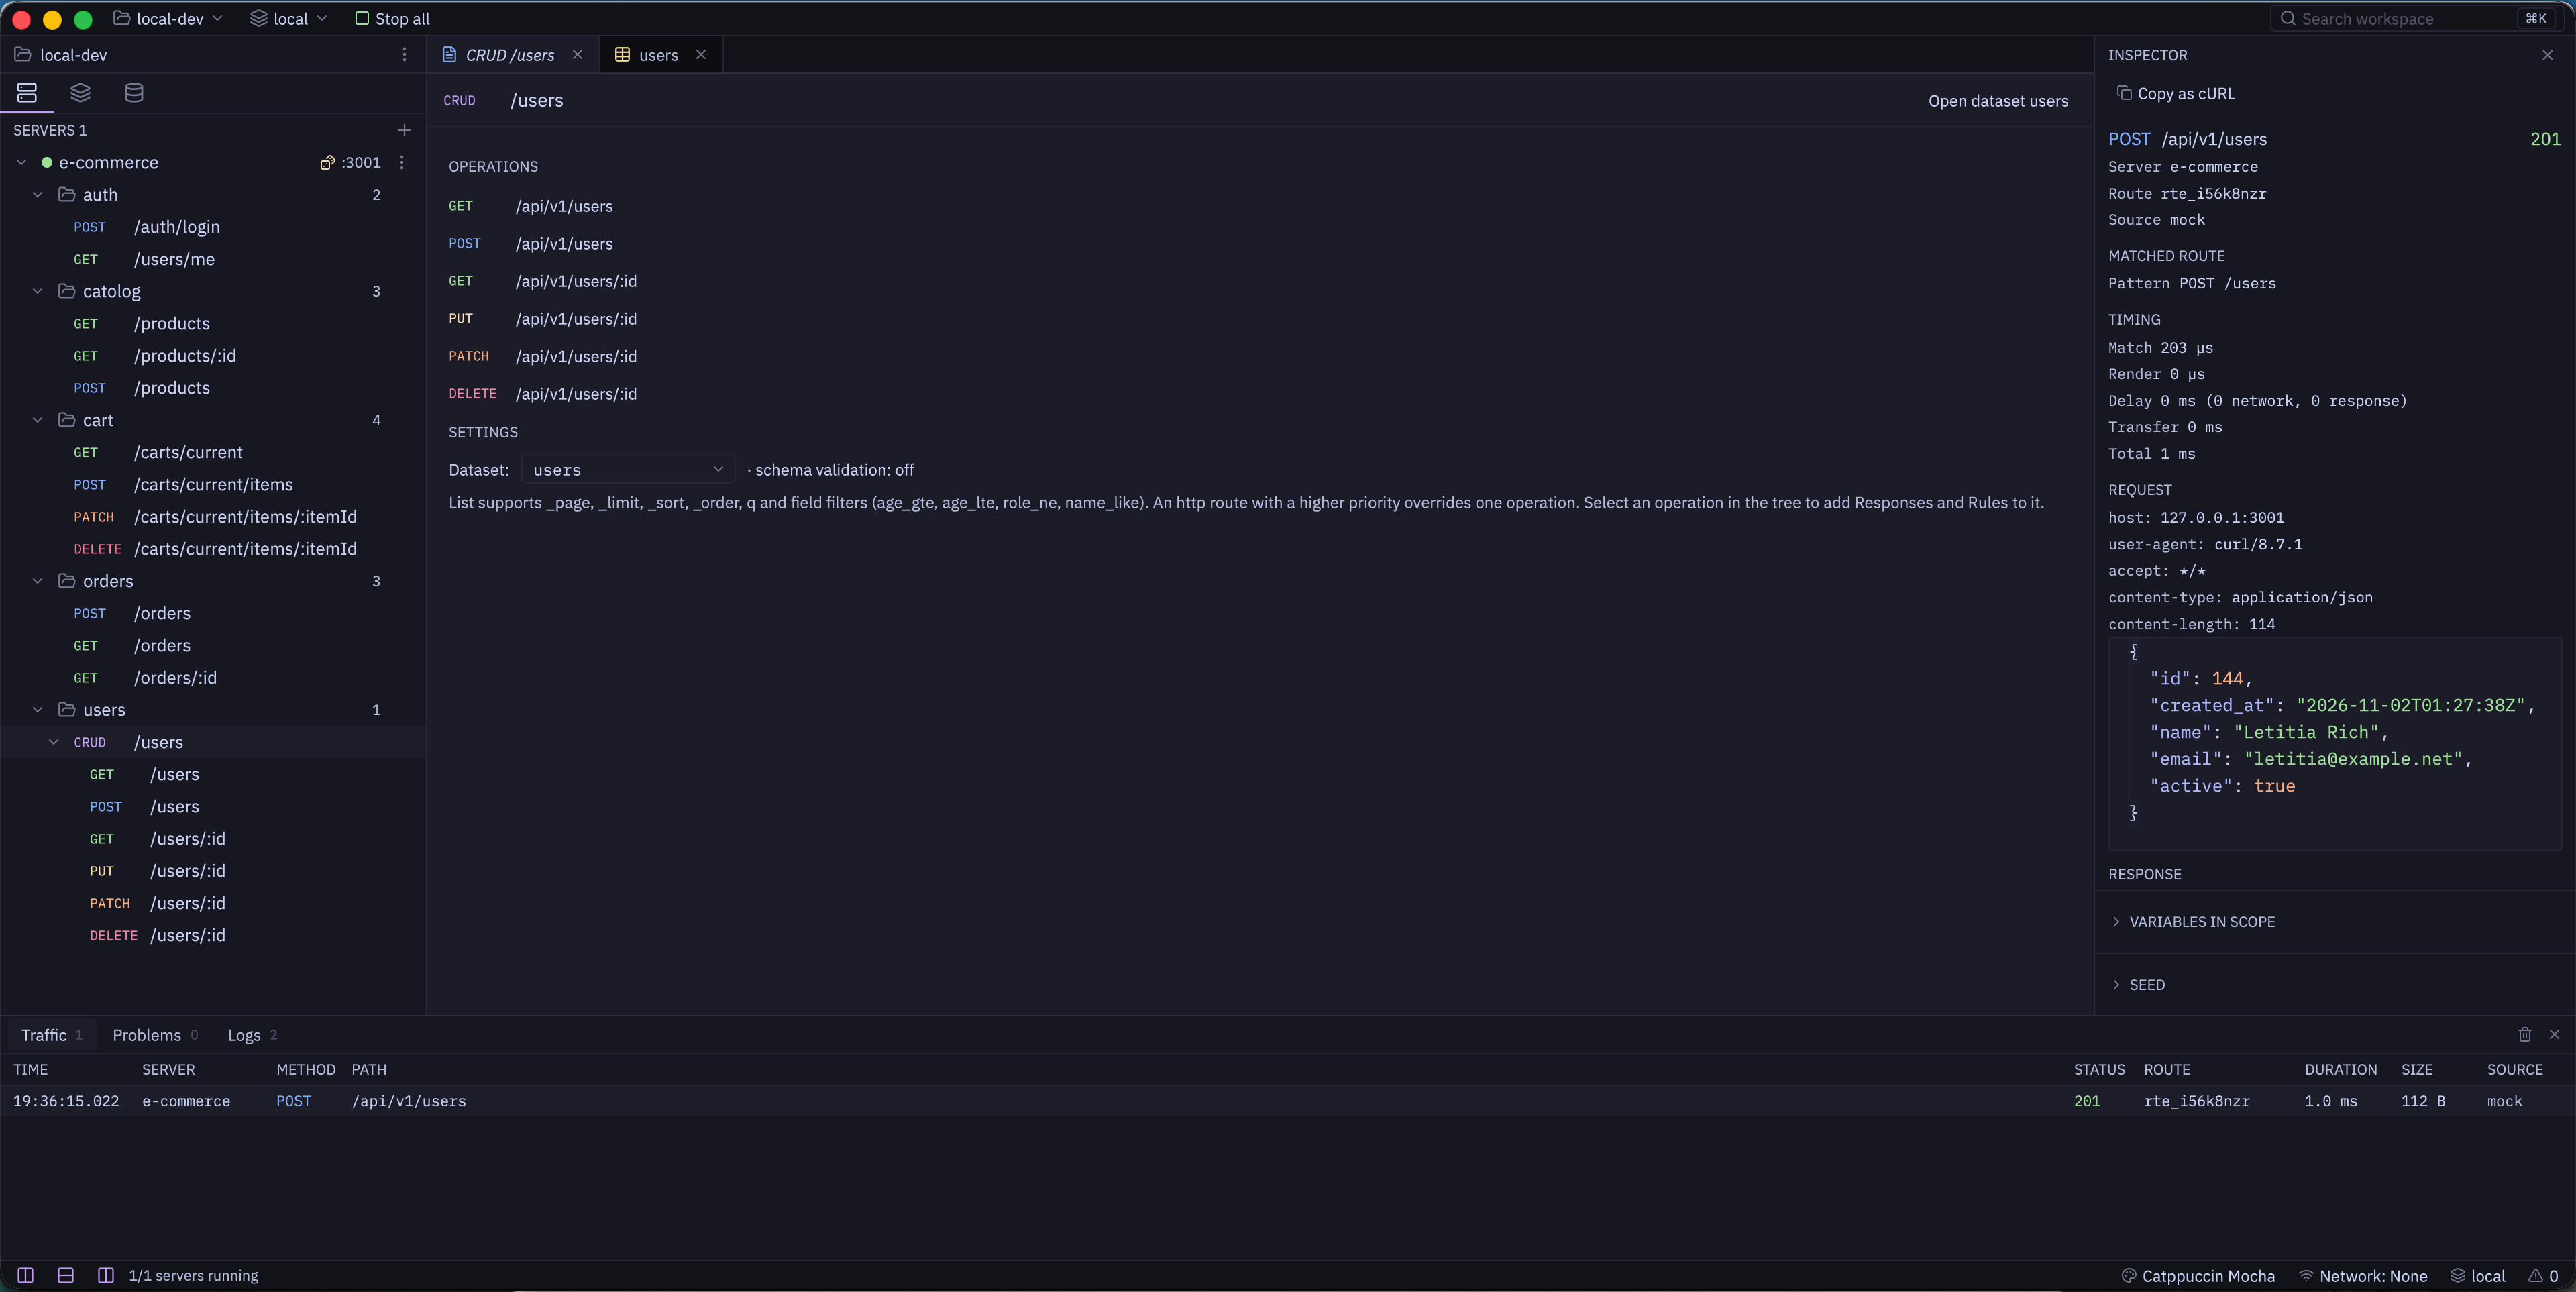 local-dev local Stop all Search workspace ⌘K
local-dev
SERVERS 1
e-commerce :3001
auth 2
POST /auth/login
GET /users/me
catolog 3
GET /products
GET /products/:id
POST /products
cart 4
GET /carts/current
POST /carts/current/items
PATCH /carts/current/items/:itemId
DELETE /carts/current/items/:itemId
orders 3
POST /orders
GET /orders
GET /orders/:id
users 1
CRUD /users
GET /users
POST /users
GET /users/:id
PUT /users/:id
PATCH /users/:id
DELETE /users/:id
CRUD /users users
CRUD /users Open dataset users
OPERATIONS
GET /api/v1/users
POST /api/v1/users
GET /api/v1/users/:id
PUT /api/v1/users/:id
PATCH /api/v1/users/:id
DELETE /api/v1/users/:id
SETTINGS
Dataset: users · schema validation: off
List supports _page, _limit, _sort, _order, q and field filters (age_gte, age_lte, role_ne, name_like). An http route with a higher priority overrides one operation. Select an operation in the tree to add Responses and Rules to it.
INSPECTOR
Copy as cURL
POST /api/v1/users 201
Server e-commerce
Route rte_i56k8nzr
Source mock
MATCHED ROUTE
Pattern POST /users
TIMING
Match 203 µs
Render 0 µs
Delay 0 ms (0 network, 0 response)
Transfer 0 ms
Total 1 ms
REQUEST
host: 127.0.0.1:3001
user-agent: curl/8.7.1
accept: */*
content-type: application/json
content-length: 114
{
"id": 144,
"created_at": "2026-11-02T01:27:38Z",
"name": "Letitia Rich",
"email": "letitia@example.net",
"active": true
}
RESPONSE
VARIABLES IN SCOPE
SEED
Traffic 1 Problems 0 Logs 2
TIME SERVER METHOD PATH STATUS ROUTE DURATION SIZE SOURCE
19:36:15.022 e-commerce POST /api/v1/users 201 rte_i56k8nzr 1.0 ms 112 B mock
1/1 servers running Catppuccin Mocha Network: None local 0